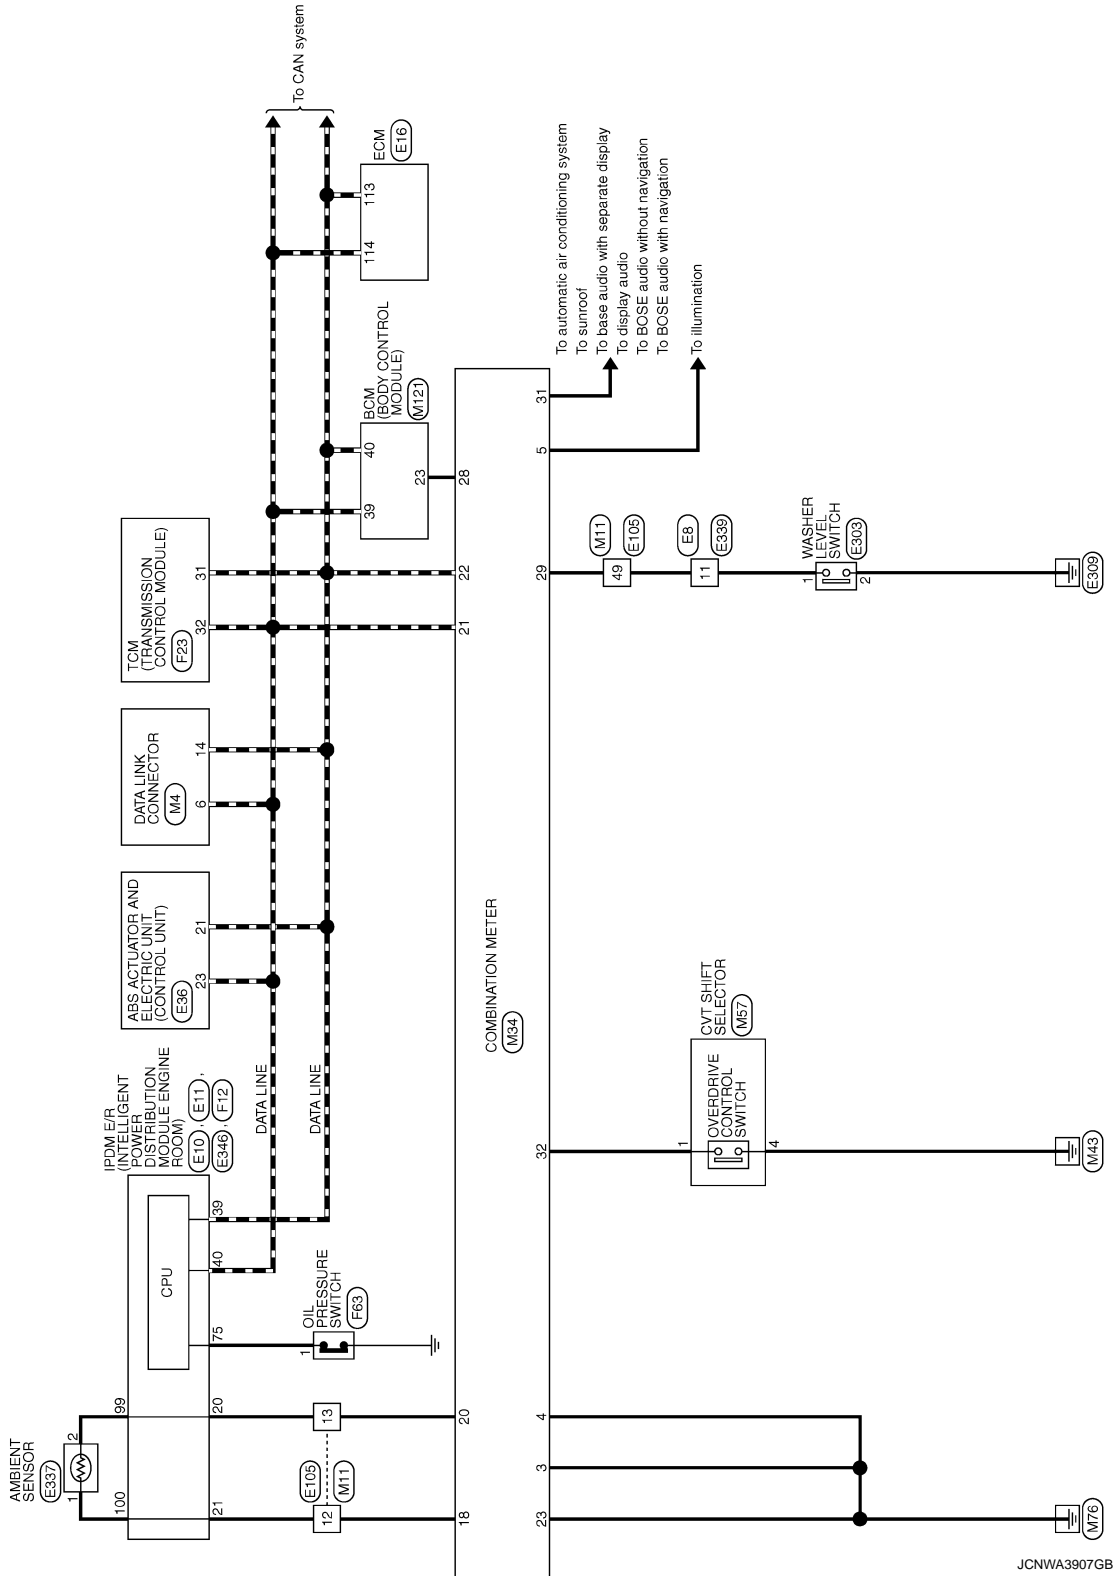 AMBIENT
SENSOR
E337
1
2
100
99
IPDM E/R
(INTELLIGENT
POWER
DISTRIBUTION
MODULE ENGINE
ROOM)
E10 , E11 ,
E346 , F12
CPU
21
20
75
40
39
OIL
PRESSURE
SWITCH
F63
1
E105
M11
12
13
DATA LINE
DATA LINE
ABS ACTUATOR AND
ELECTRIC UNIT
(CONTROL UNIT)
E36
23
21
DATA LINK
CONNECTOR
M4
6
14
TCM
(TRANSMISSION
CONTROL MODULE)
F23
32
31
BCM
(BODY CONTROL
MODULE)
M121
39
40
23
ECM
E16
114
113
To CAN system
18
20
21
22
28
COMBINATION METER
M34
23
3
4
32
29
5
31
CVT SHIFT
SELECTOR
M57
OVERDRIVE
CONTROL
SWITCH
1
4
M11
E105
49
E8
E339
11
WASHER
LEVEL
SWITCH
E303
1
2
To automatic air conditioning system
To sunroof
To base audio with separate display
To display audio
To BOSE audio without navigation
To BOSE audio with navigation
To illumination
M76
M43
E309
JCNWA3907GB